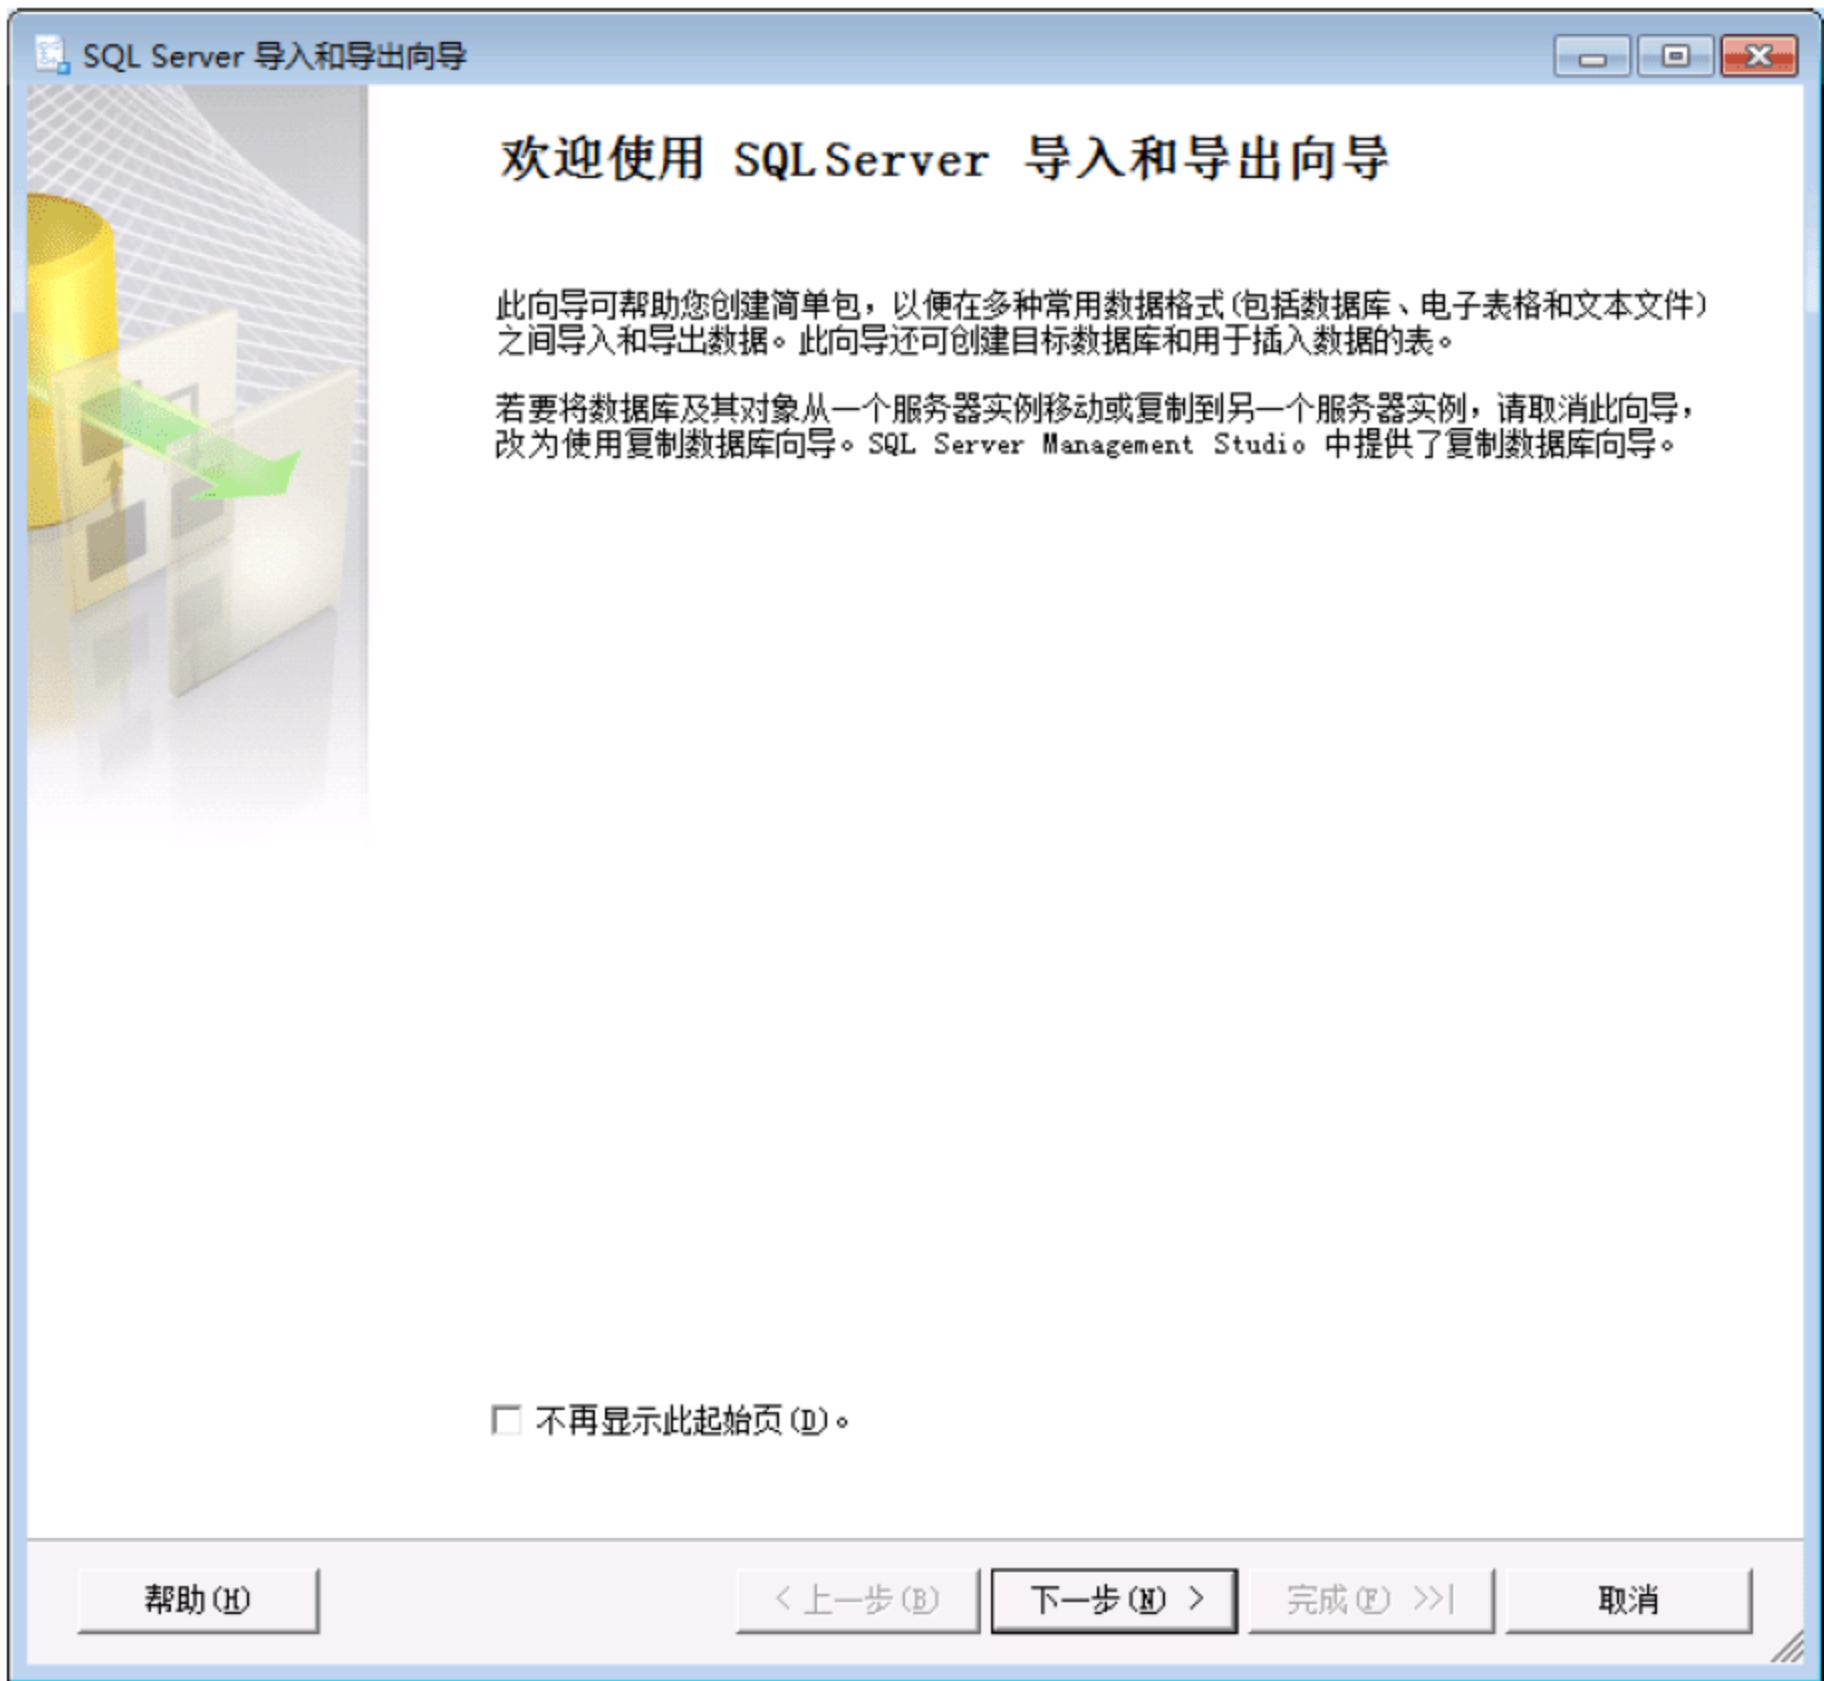 SQL Server 导入和导出向导
欢迎使用 SQL Server 导入和导出向导
此向导可帮助您创建简单包，以便在多种常用数据格式(包括数据库、电子表格和文本文件)
之间导入和导出数据。此向导还可创建目标数据库和用于插入数据的表。
若要将数据库及其对象从一个服务器实例移动或复制到另一个服务器实例，请取消此向导，
改为使用复制数据库向导。SQL Server Management Studio 中提供了复制数据库向导。
不再显示此起始页(D)。
帮助(H)
< 上一步(B)
下一步(N) >
完成(F) >>|
取消